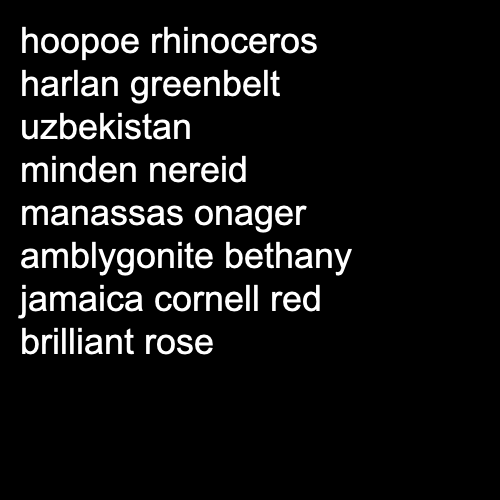 hoopoe rhinoceros
harlan greenbelt
uzbekistan
minden nereid
manassas onager
amblygonite bethany
jamaica cornell red
brilliant rose